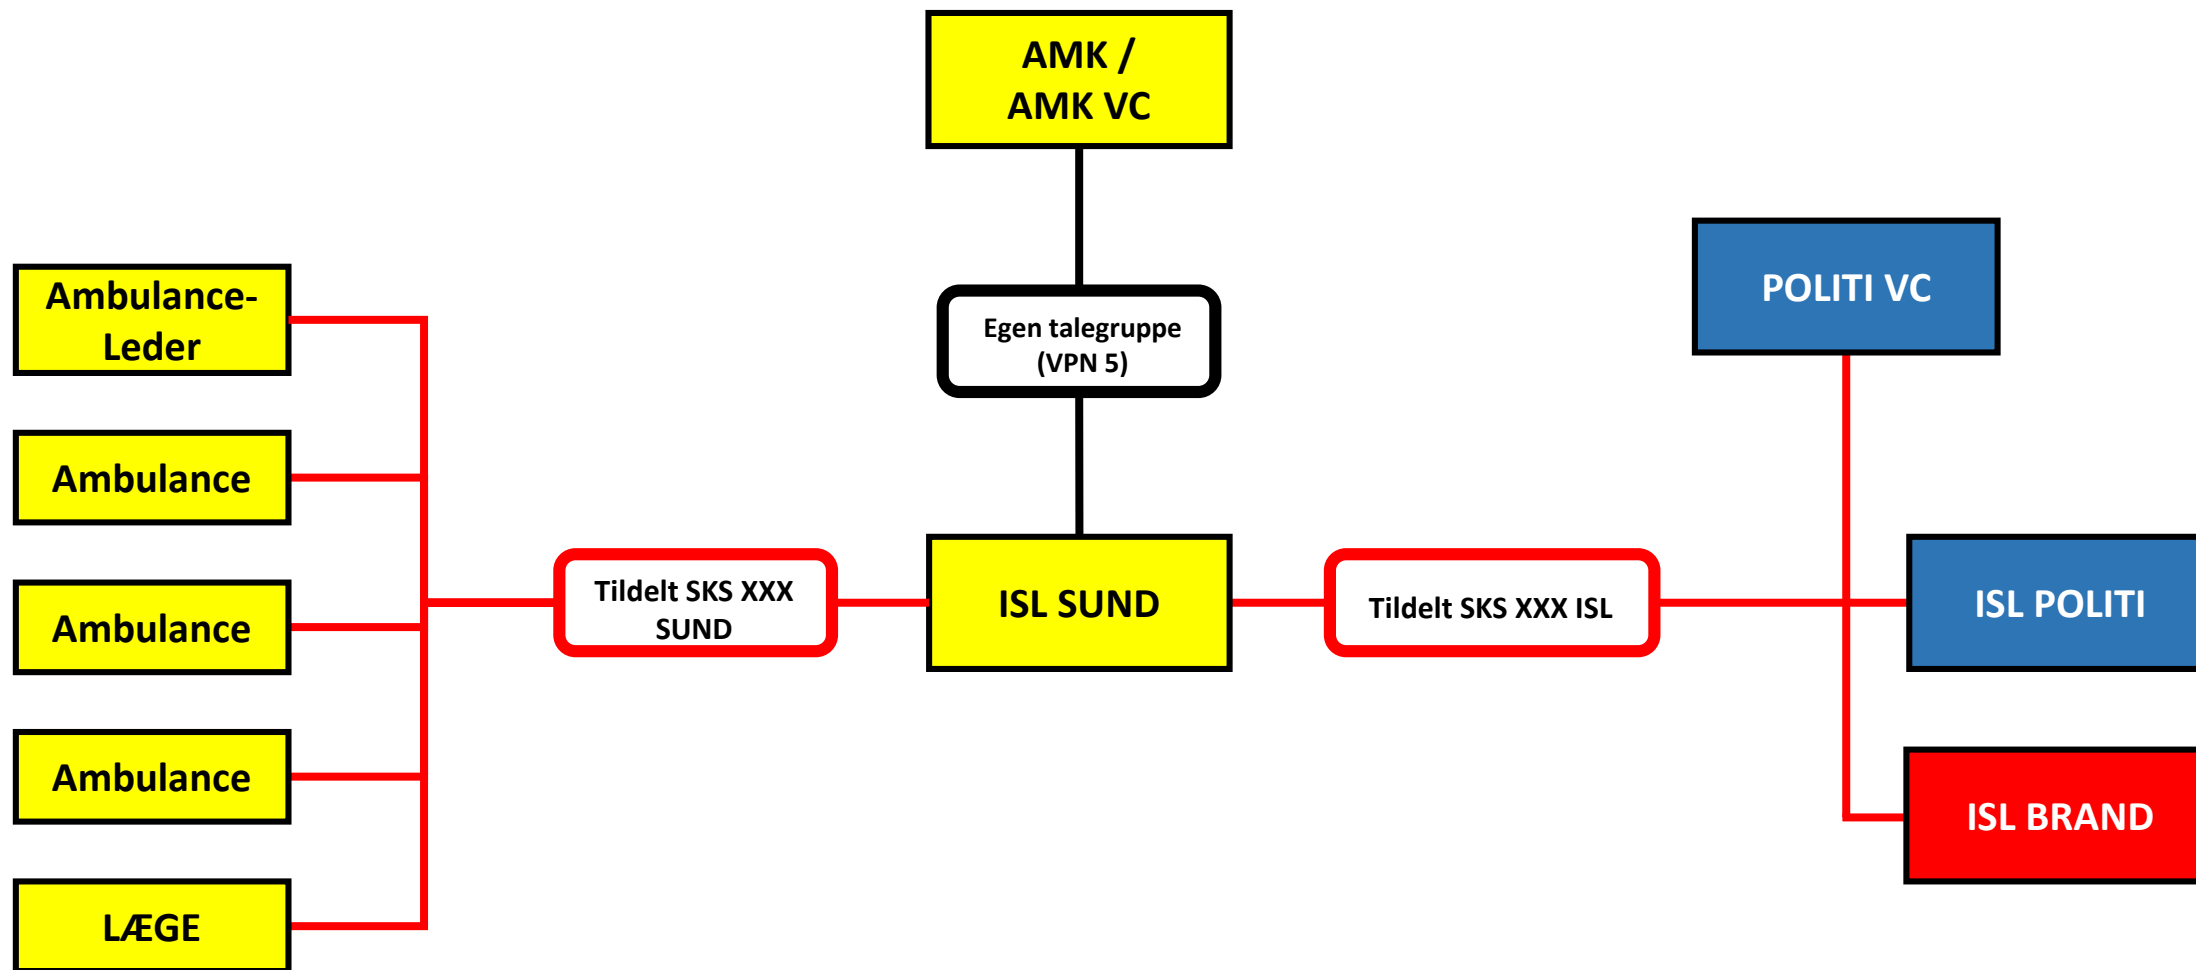 AMK /
AMK VC
POLITI VC
Ambulance-
Leder
Egen talegruppe
(VPN 5)
Ambulance
Ambulance
Tildelt SKS XXX
SUND
ISL SUND
Tildelt SKS XXX ISL
ISL POLITI
Ambulance
ISL BRAND
LÆGE